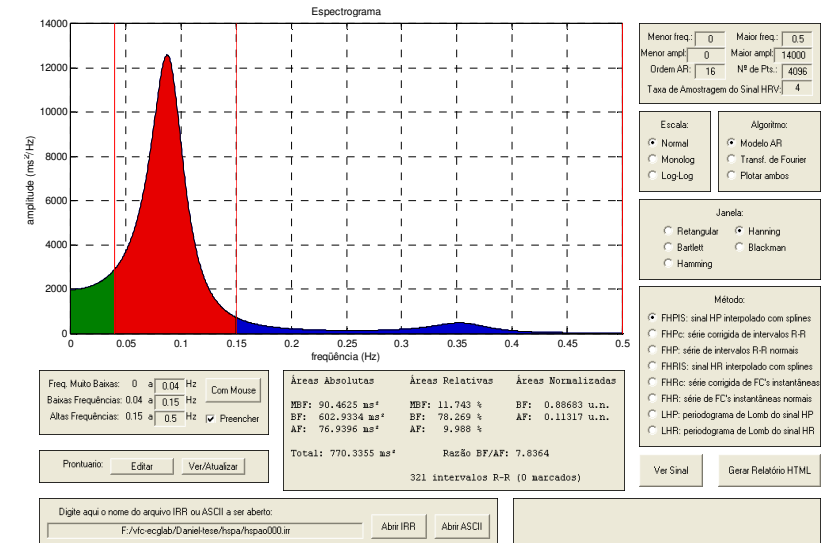 Espectrograma
14000
12000
10000
8000
6000
4000
2000
0
amplitude (ms²/Hz)
0 0.05 0.1 0.15 0.2 0.25 0.3 0.35 0.4 0.45 0.5
freqüência (Hz)
Menor freq.: 0 Maior freq.: 0.5
Menor ampl: 0 Maior ampl: 14000
Ordem AR: 16 Nº de Pts.: 4096
Taxa de Amostragem do Sinal HRV: 4
Escala:
Normal
Monolog
Log-Log
Algoritmo:
Modelo AR
Transf. de Fourier
Plotar ambos
Janela:
Retangular Hanning
Bartlett Blackman
Hamming
Método:
FHPIS: sinal HP interpolado com splines
FHPc: série corrigida de intervalos R-R
FHP: série de intervalos R-R normais
FHRIS: sinal HR interpolado com splines
FHRc: série corrigida de FC's instantâneas
FHR: série de FC's instantâneas normais
LHP: periodograma de Lomb do sinal HP
LHR: periodograma de Lomb do sinal HR
Freq. Muito Baixas: 0 a 0.04 Hz
Baixas Frequências: 0.04 a 0.15 Hz
Altas Frequências: 0.15 a 0.5 Hz
Com Mouse
Preencher
Áreas Absolutas Áreas Relativas Áreas Normalizadas
MBF: 90.4625 ms² MBF: 11.743 % BF: 0.88683 u.n.
BF: 602.9334 ms² BF: 78.269 % AF: 0.11317 u.n.
AF: 76.9396 ms² AF: 9.988 %
Total: 770.3355 ms² Razão BF/AF: 7.8364
321 intervalos R-R (0 marcados)
Prontuario: Editar Ver/Atualizar
Ver Sinal Gerar Relatório HTML
Digite aqui o nome do arquivo IRR ou ASCII a ser aberto:
F:/vfc-ecglab/Daniel-tese/hspa/hspao000.irr
Abrir IRR Abrir ASCII